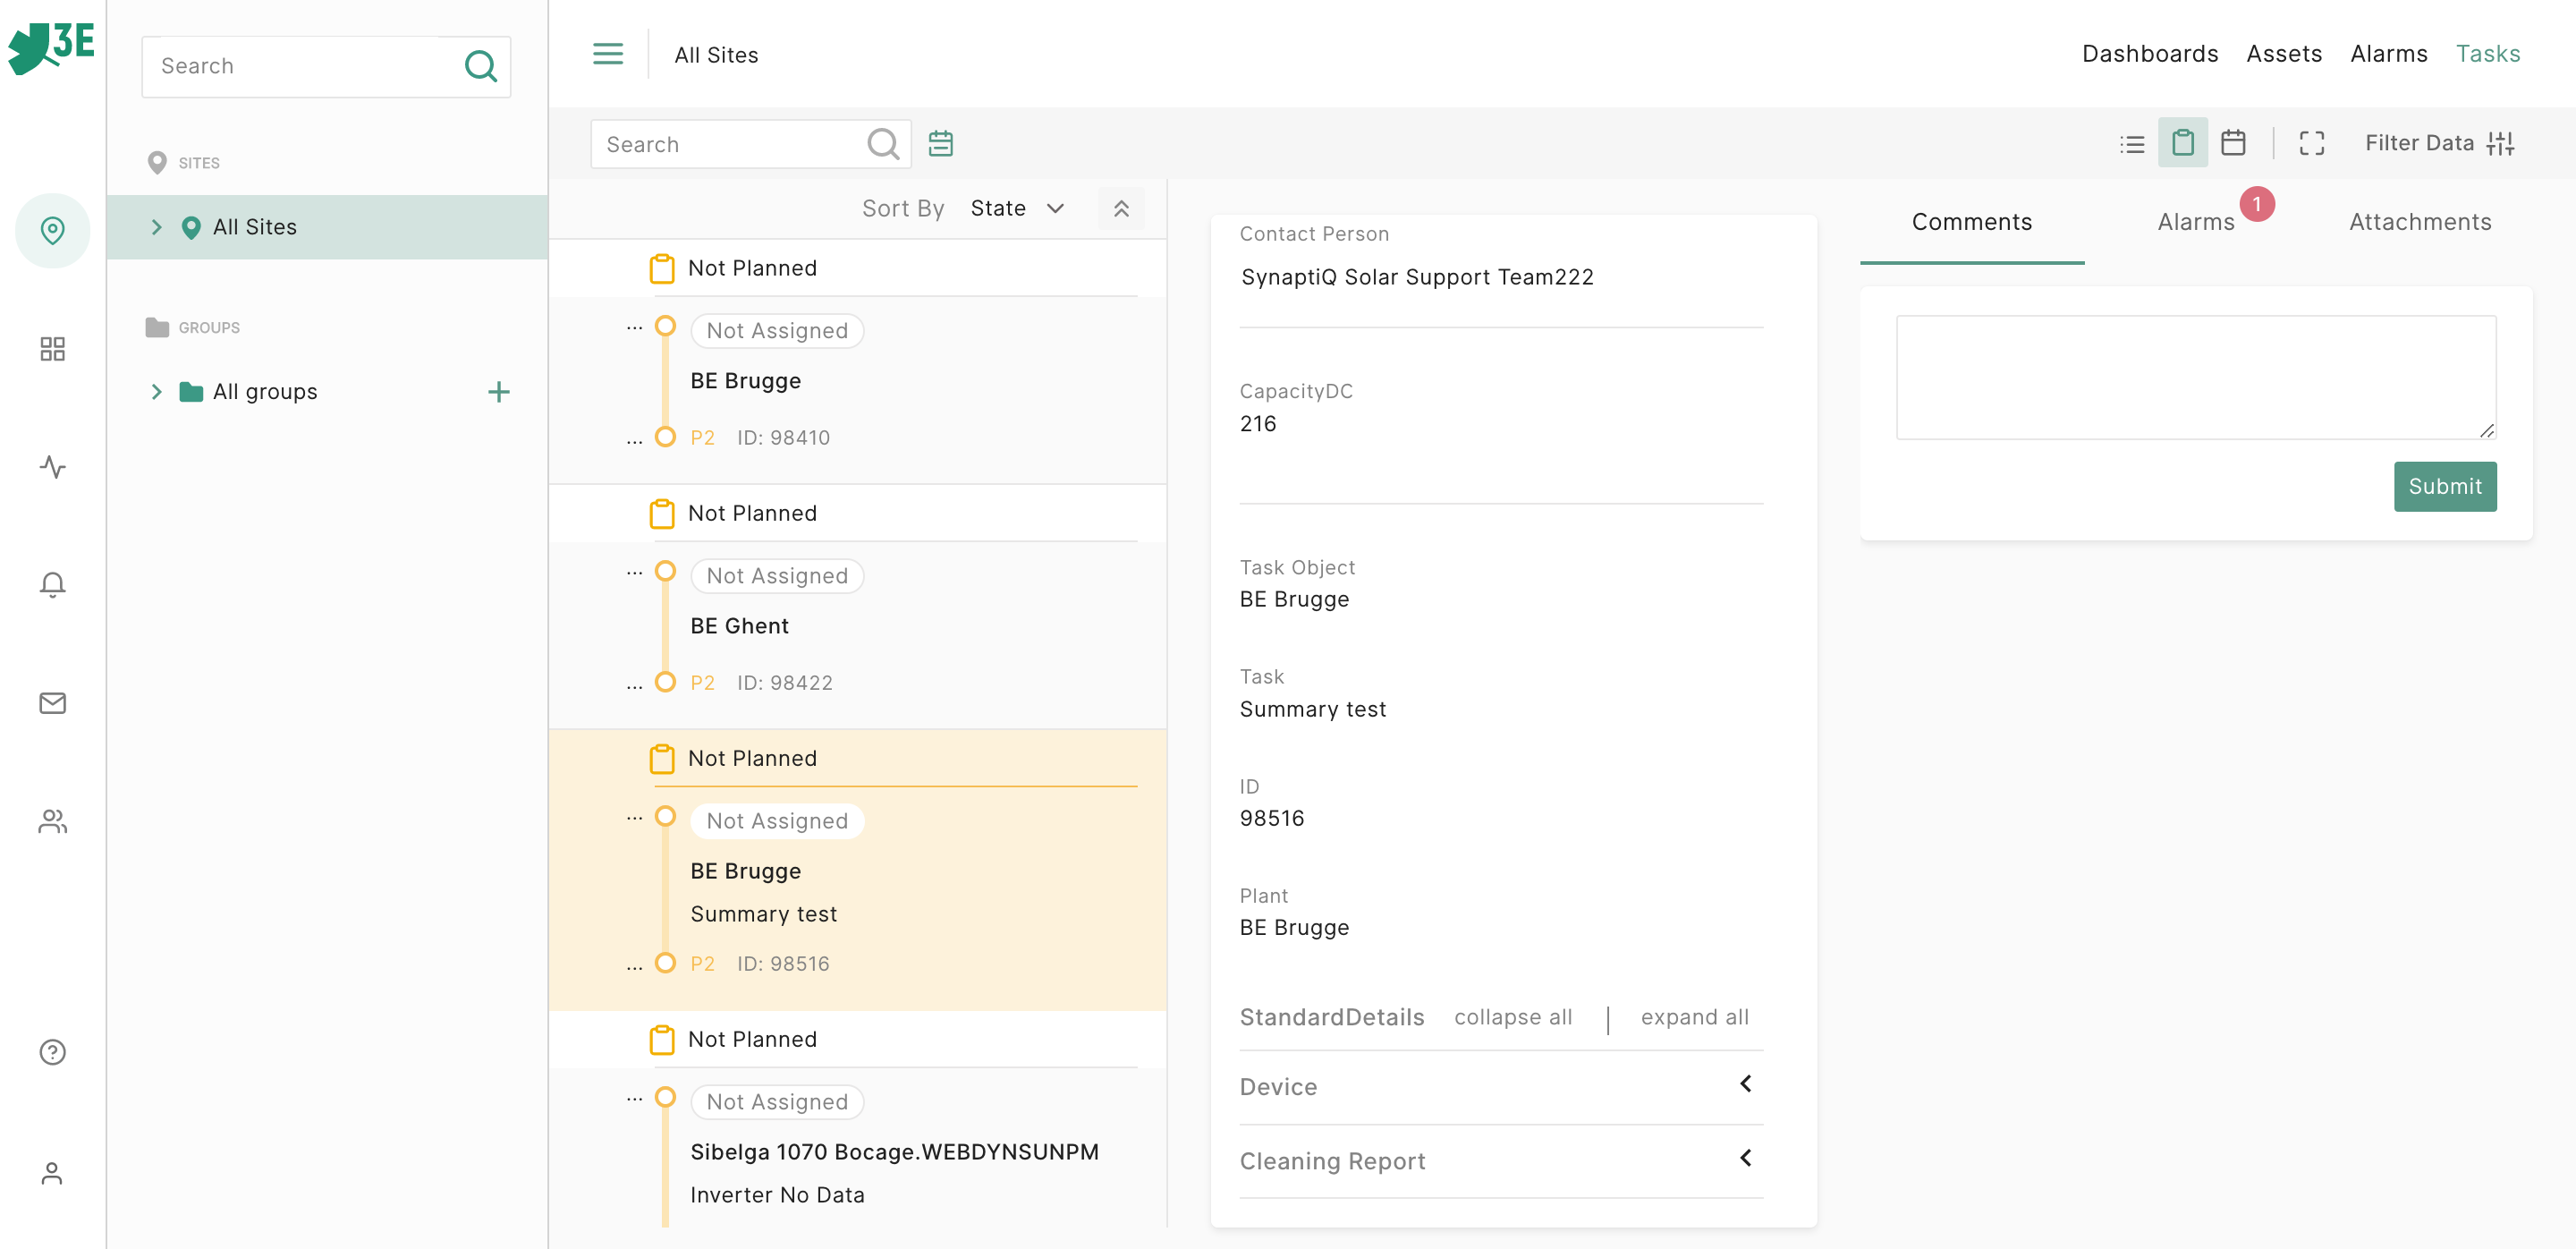 3E
Search
SITES
All Sites
GROUPS
All groups
All Sites
Dashboards Assets Alarms Tasks
Search
Filter Data
Sort By State
Not Planned
... Not Assigned
BE Brugge
... P2 ID: 98410
Not Planned
... Not Assigned
BE Ghent
... P2 ID: 98422
Not Planned
... Not Assigned
BE Brugge
Summary test
... P2 ID: 98516
Not Planned
... Not Assigned
Sibelga 1070 Bocage.WEBDYNSUNPM
Inverter No Data
Contact Person
SynaptiQ Solar Support Team222
CapacityDC
216
Task Object
BE Brugge
Task
Summary test
ID
98516
Plant
BE Brugge
StandardDetails collapse all | expand all
Device
Cleaning Report
Comments Alarms 1 Attachments
Submit